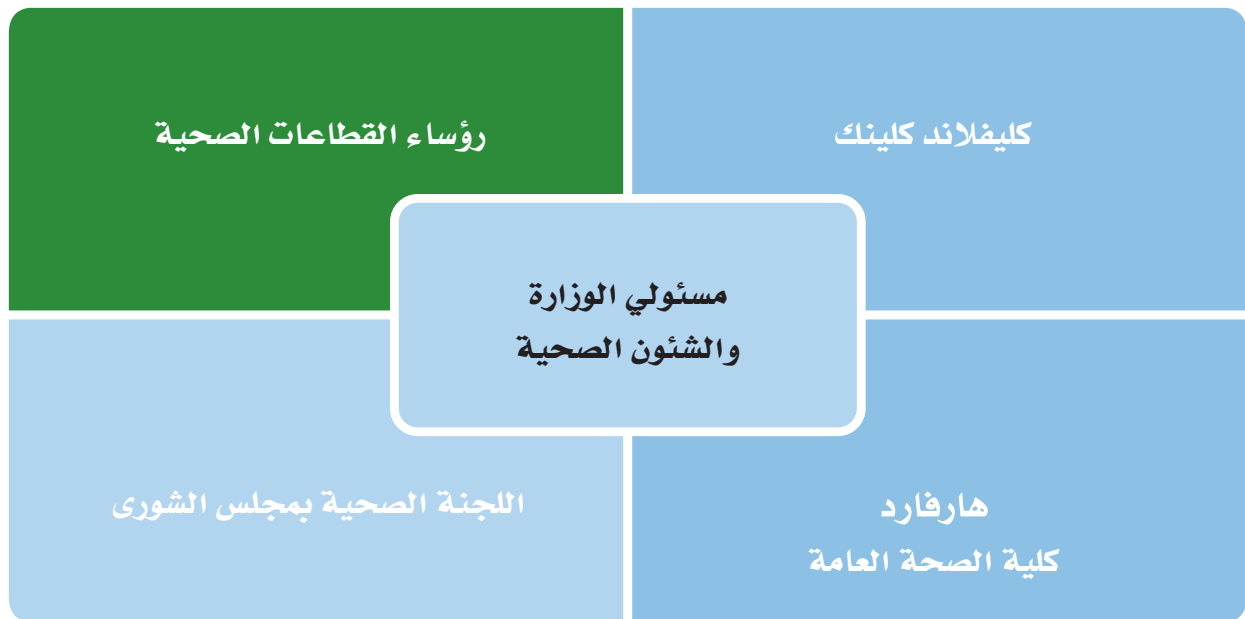 كليفلاند كلينك
رؤساء القطاعات الصحية
مسئولي الوزارة
والشئون الصحية
هارفارد
كلية الصحة العامة
اللجنة الصحية بمجلس الشورى